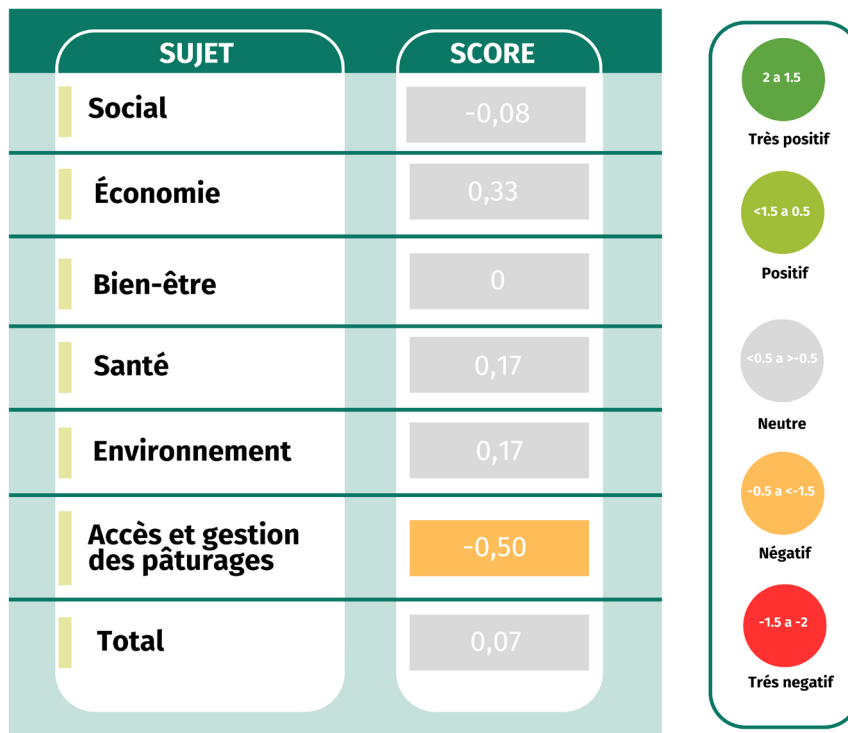 SUJET SCORE
Social -0,08
Économie 0,33
Bien-être 0
Santé 0,17
Environnement 0,17
Accès et gestion
des pâturages -0,50
Total 0,07
2 a 1.5
Très positif
<1.5 a 0.5
Positif
<0.5 a >-0.5
Neutre
-0.5 a <-1.5
Négatif
-1.5 a -2
Trés negatif